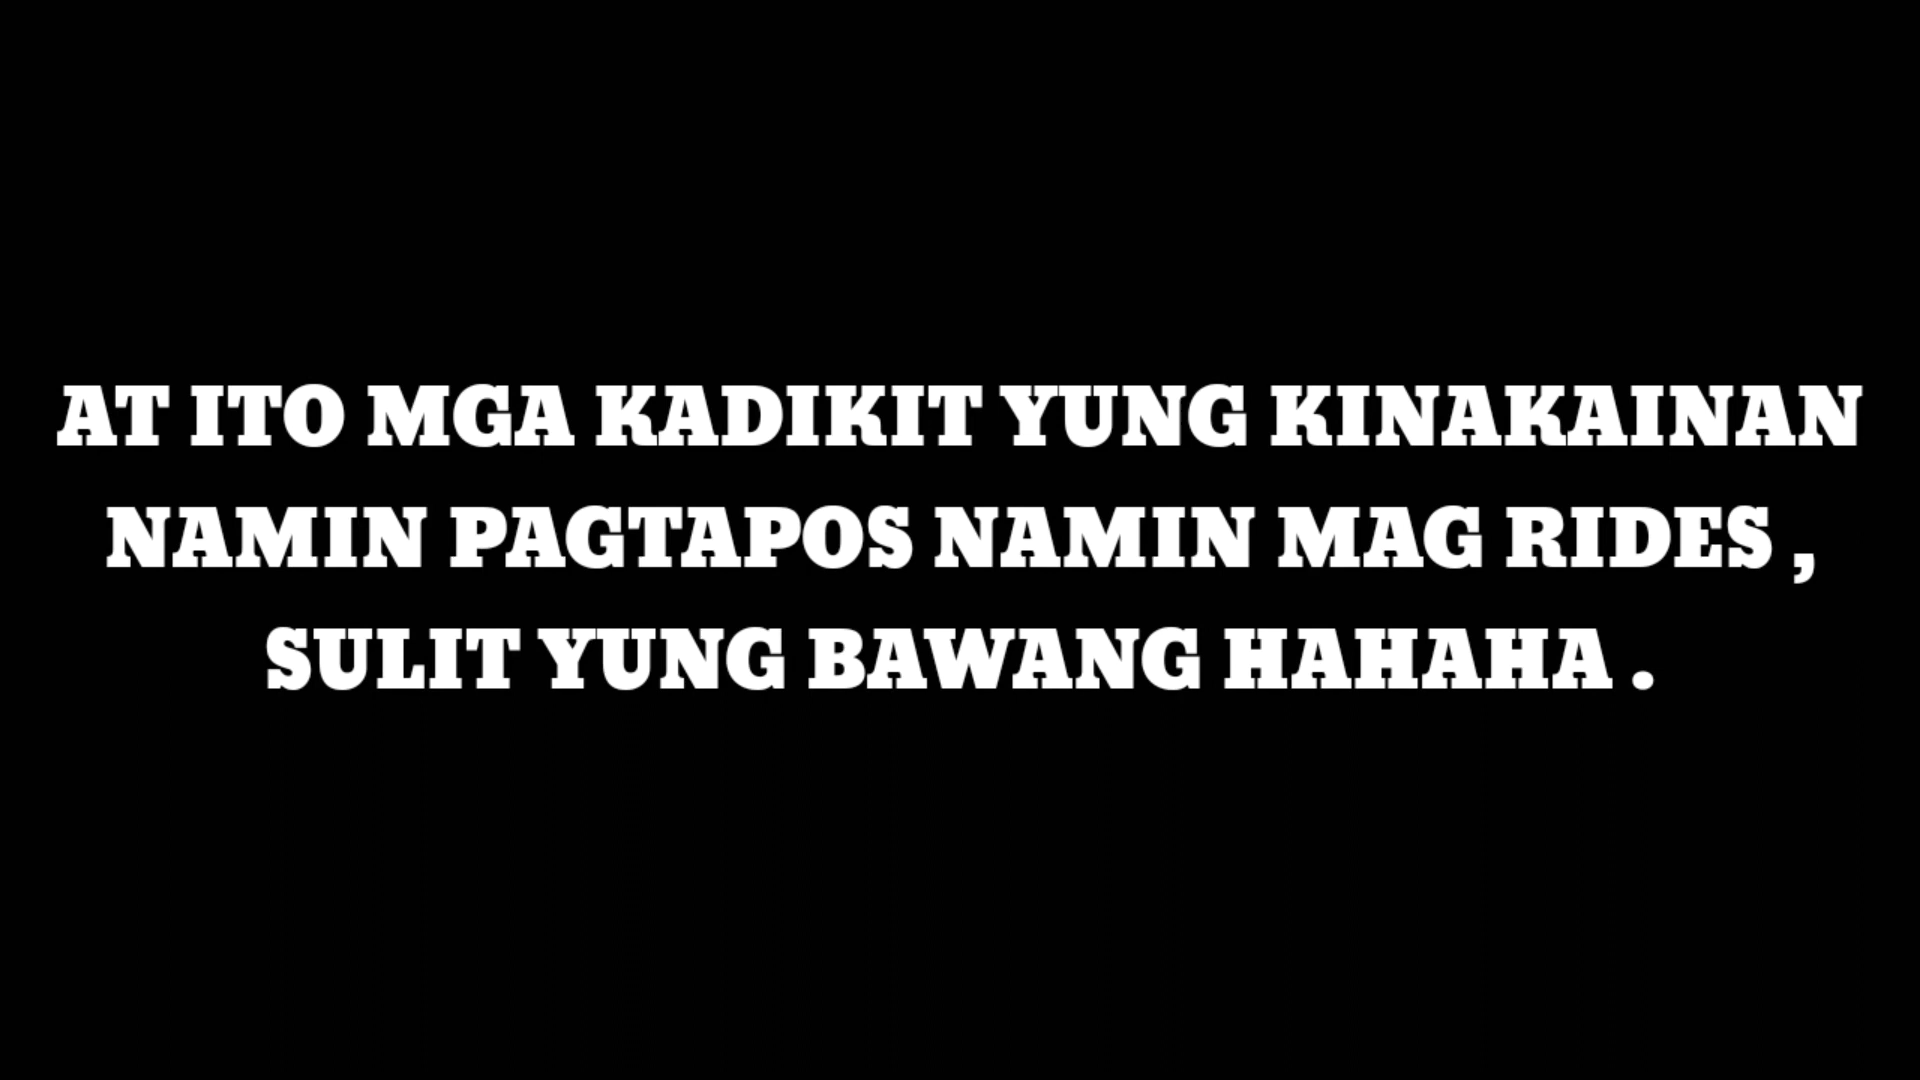 AT ITO MGA KADIKIT YUNG KINAKAINAN
NAMIN PAGTAPOS NAMIN MAG RIDES ,
SULIT YUNG BAWANG HAHAHA .